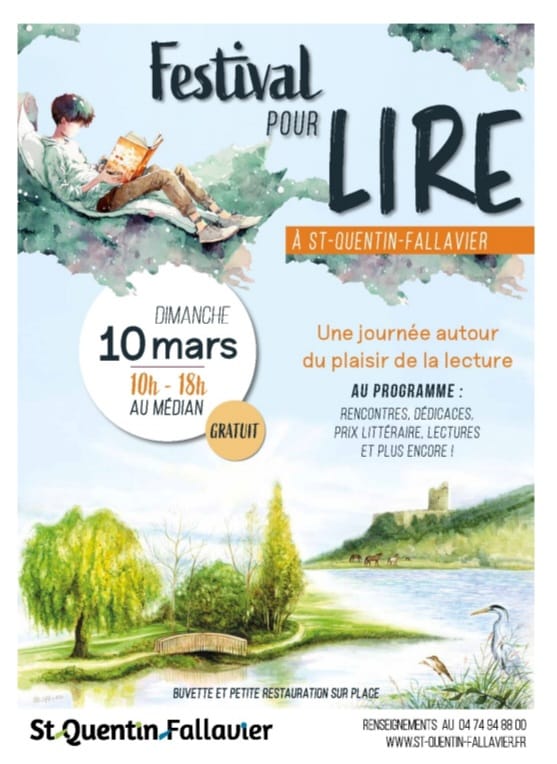 Festival
POUR
LIRE
À ST-QUENTIN-FALLAVIER
DIMANCHE
10 mars
10h - 18h
AU MÉDIAN
GRATUIT
Une journée autour
du plaisir de la lecture
AU PROGRAMME :
RENCONTRES, DÉDICACES,
PRIX LITTÉRAIRE, LECTURES
ET PLUS ENCORE !
BUVETTE ET PETITE RESTAURATION SUR PLACE
St-Quentin-Fallavier
RENSEIGNEMENTS AU 04 74 94 88 00
WWW.ST-QUENTIN-FALLAVIER.FR